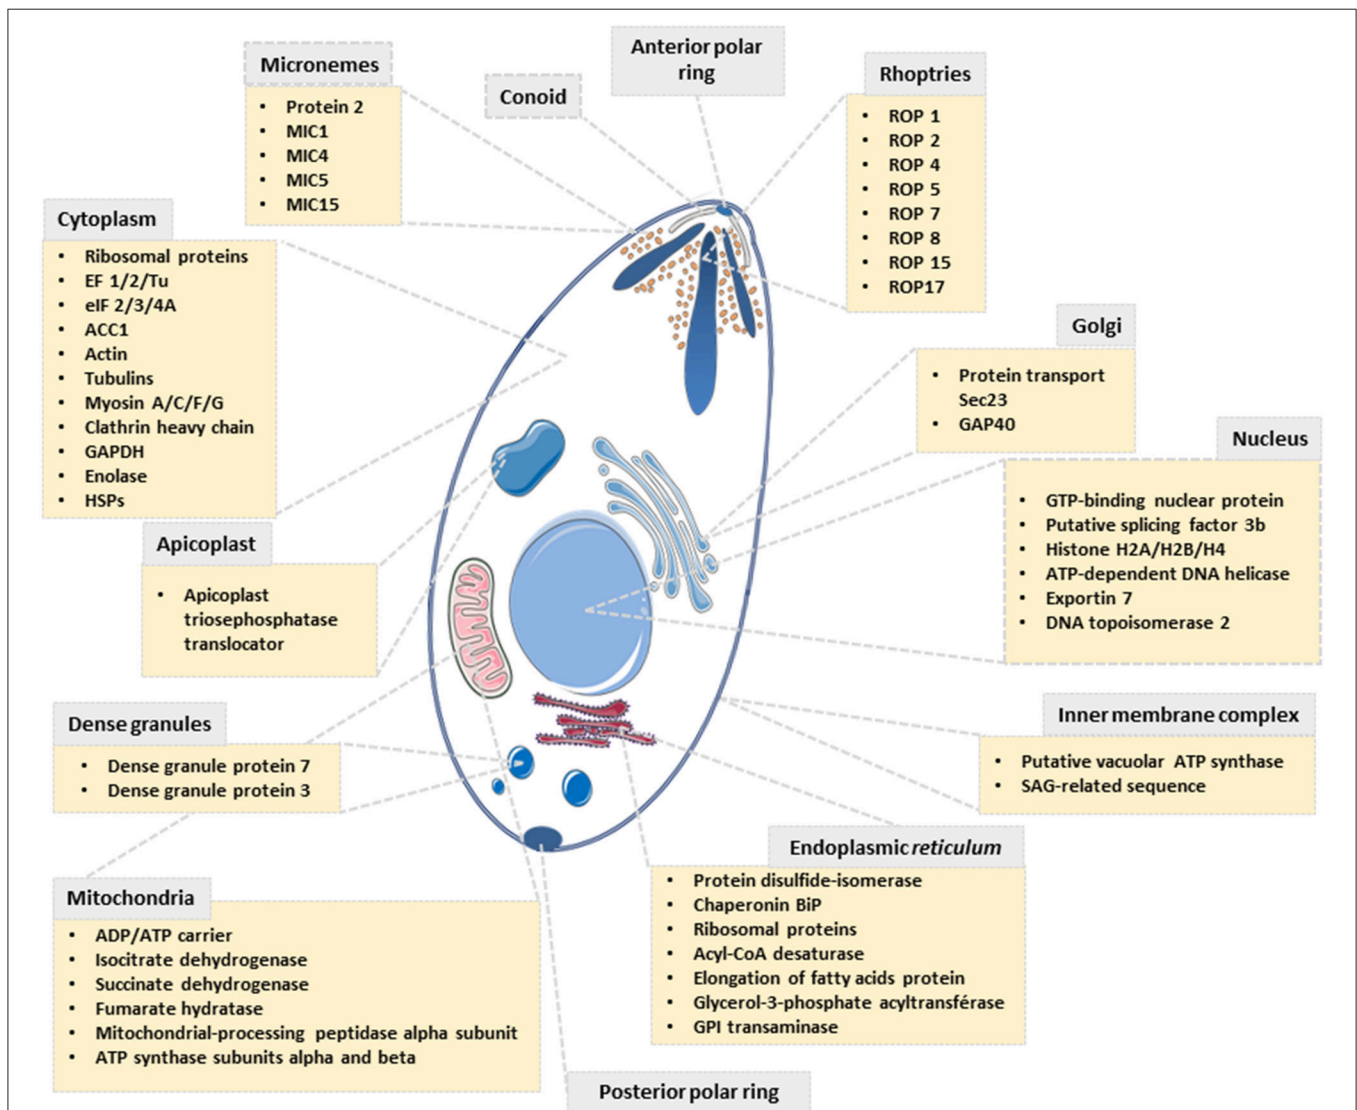 Anterior polar
ring
Micronemes
• Protein 2
• MIC1
• MIC4
• MIC5
• MIC15
Conoid
Rhoptries
• ROP 1
• ROP 2
• ROP 4
• ROP 5
• ROP 7
• ROP 8
• ROP 15
• ROP17
Cytoplasm
• Ribosomal proteins
• EF 1/2/Tu
• eIF 2/3/4A
• ACC1
• Actin
• Tubulins
• Myosin A/C/F/G
• Clathrin heavy chain
• GAPDH
• Enolase
• HSPs
Golgi
• Protein transport
Sec23
• GAP40
Nucleus
• GTP-binding nuclear protein
• Putative splicing factor 3b
• Histone H2A/H2B/H4
• ATP-dependent DNA helicase
• Exportin 7
• DNA topoisomerase 2
Apicoplast
• Apicoplast
triosephosphatase
translocator
Inner membrane complex
• Putative vacuolar ATP synthase
• SAG-related sequence
Dense granules
• Dense granule protein 7
• Dense granule protein 3
Endoplasmic reticulum
• Protein disulfide-isomerase
• Chaperonin BiP
• Ribosomal proteins
• Acyl-CoA desaturase
• Elongation of fatty acids protein
• Glycerol-3-phosphate acyltransférase
• GPI transaminase
Mitochondria
• ADP/ATP carrier
• Isocitrate dehydrogenase
• Succinate dehydrogenase
• Fumarate hydratase
• Mitochondrial-processing peptidase alpha subunit
• ATP synthase subunits alpha and beta
Posterior polar ring